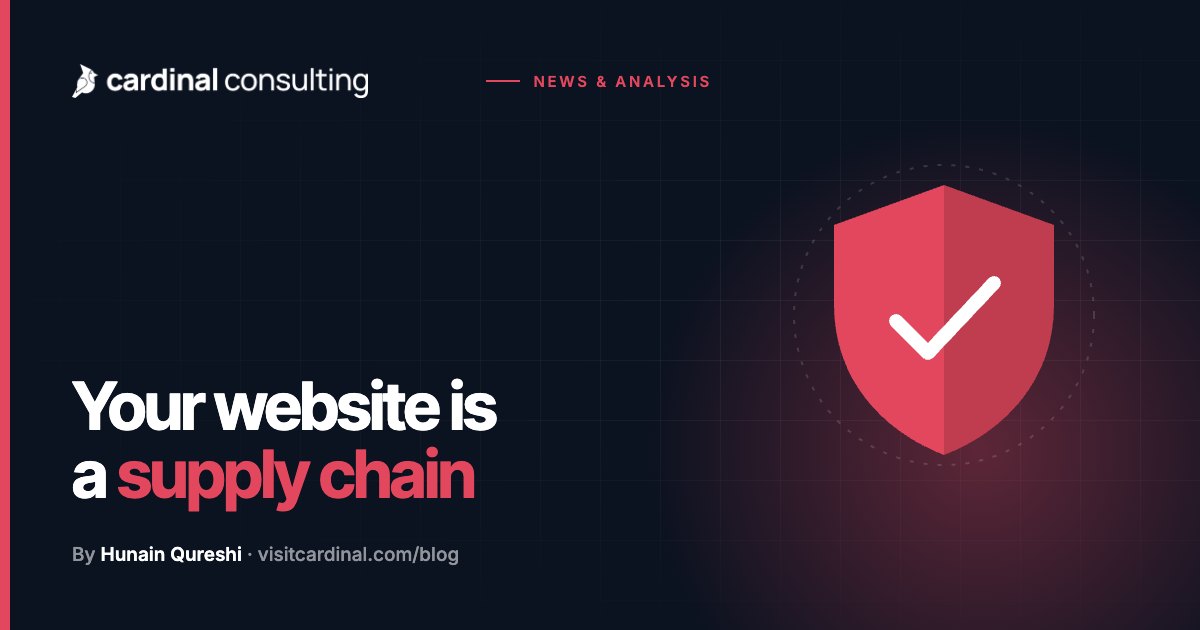 cardinal consulting
NEWS & ANALYSIS
Your website is
a supply chain
By Hunain Qureshi · visitcardinal.com/blog